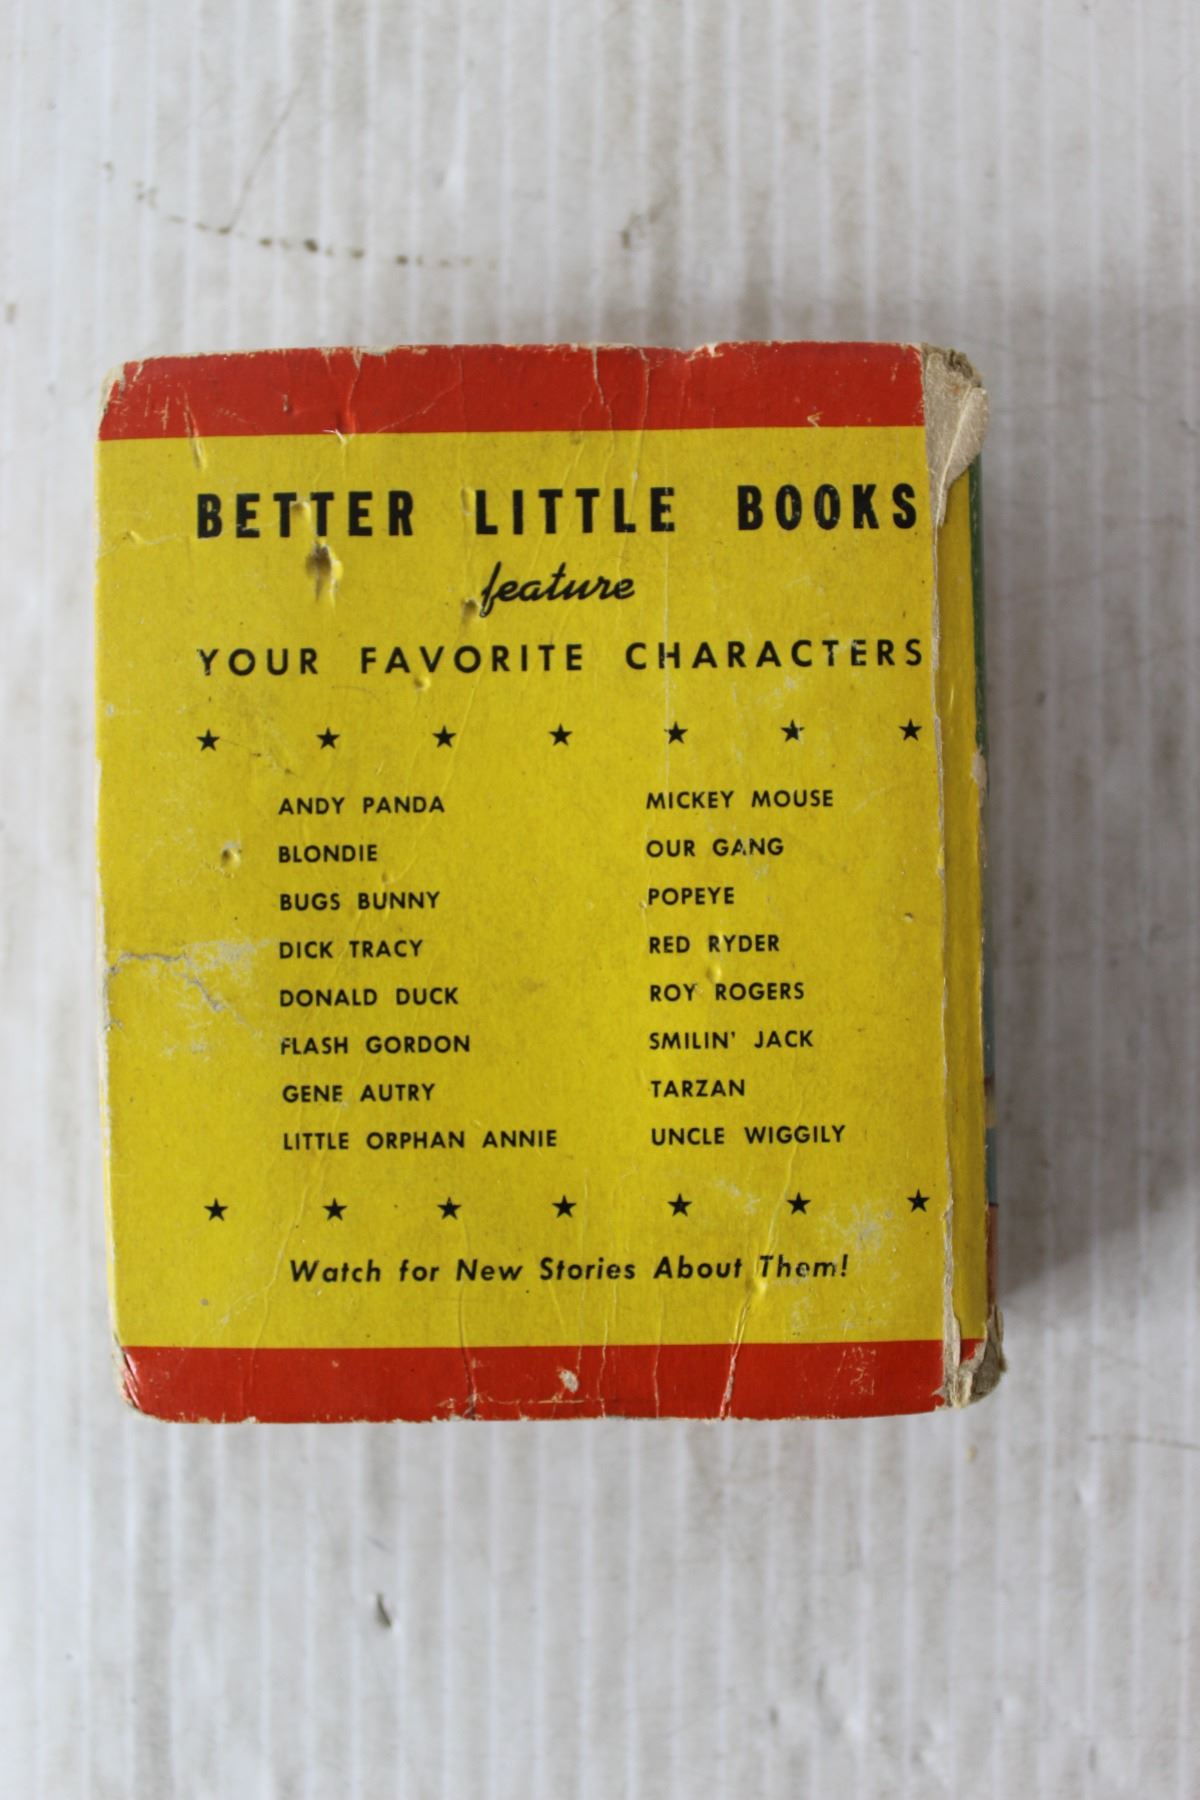 BETTER LITTLE BOOKS
feature
YOUR FAVORITE CHARACTERS
★ ★ ★ ★ ★ ★ ★
ANDY PANDA
BLONDIE
BUGS BUNNY
DICK TRACY
DONALD DUCK
FLASH GORDON
GENE AUTRY
LITTLE ORPHAN ANNIE
MICKEY MOUSE
OUR GANG
POPEYE
RED RYDER
ROY ROGERS
SMILIN' JACK
TARZAN
UNCLE WIGGILY
★ ★ ★ ★ ★ ★ ★
Watch for New Stories About Them!